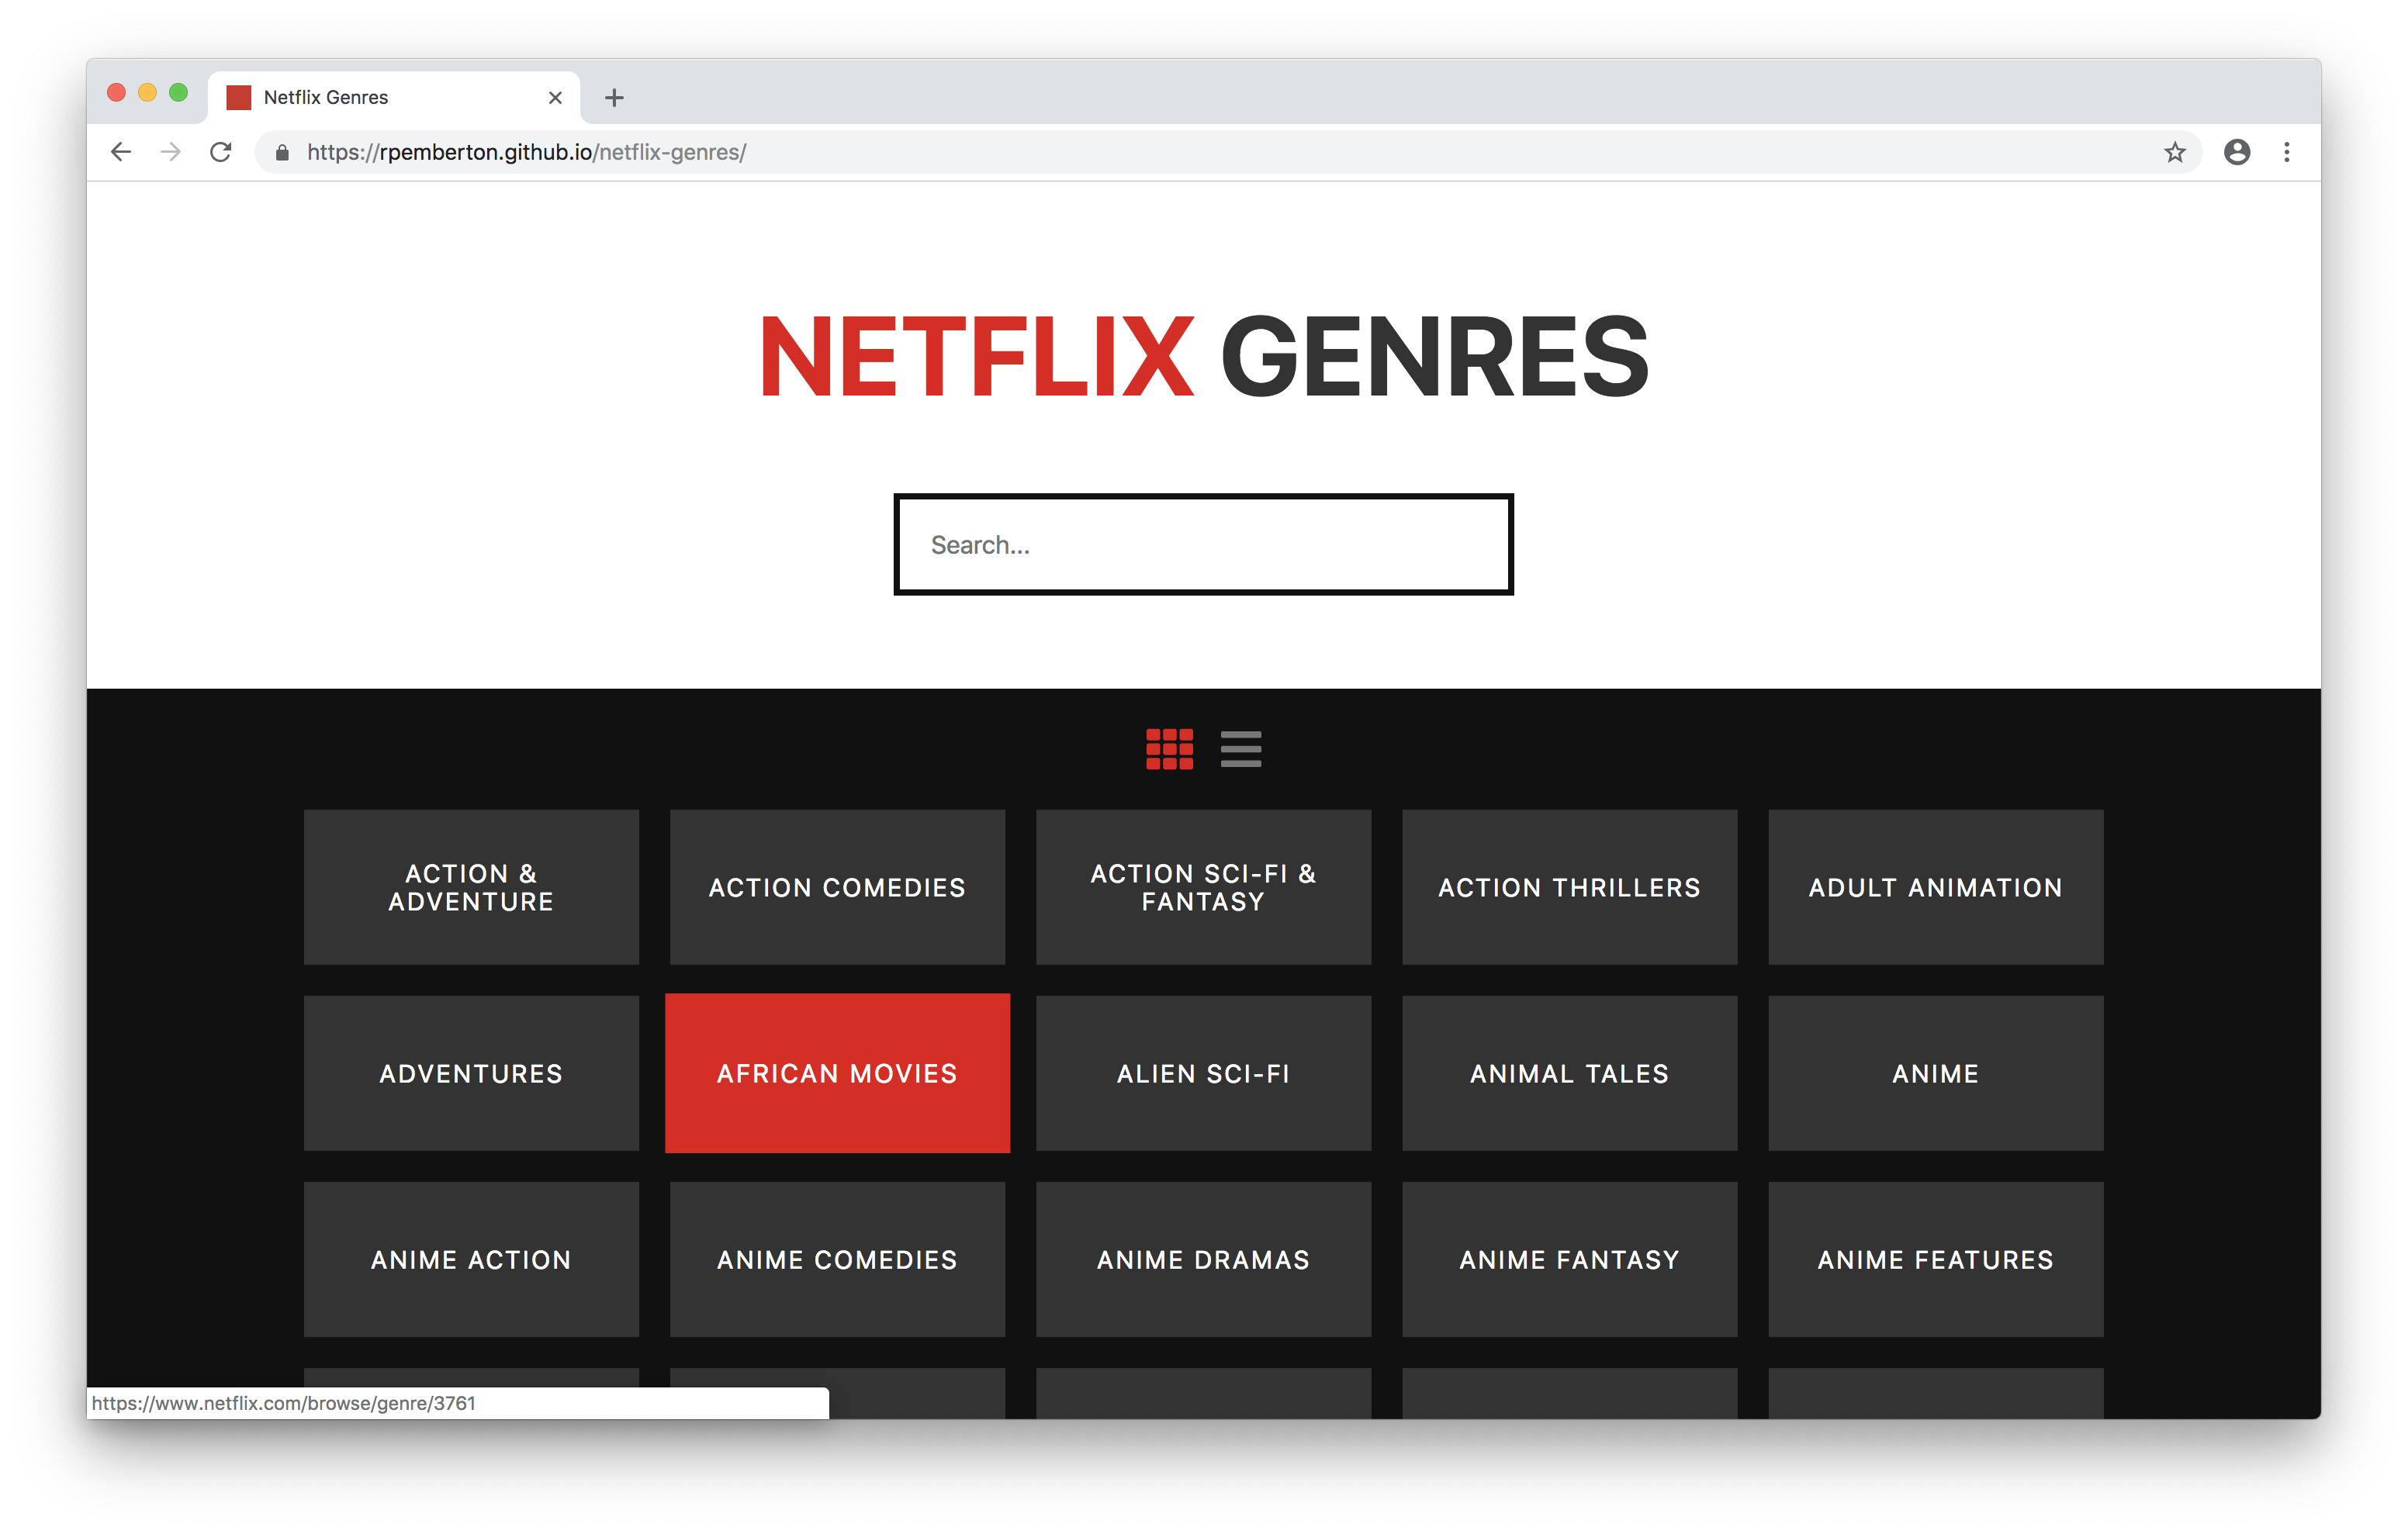 Netflix Genres
https://rpemberton.github.io/netflix-genres/
NETFLIX GENRES
Search...
ACTION &
ADVENTURE
ACTION COMEDIES
ACTION SCI-FI &
FANTASY
ACTION THRILLERS
ADULT ANIMATION
ADVENTURES
AFRICAN MOVIES
ALIEN SCI-FI
ANIMAL TALES
ANIME
ANIME ACTION
ANIME COMEDIES
ANIME DRAMAS
ANIME FANTASY
ANIME FEATURES
https://www.netflix.com/browse/genre/3761